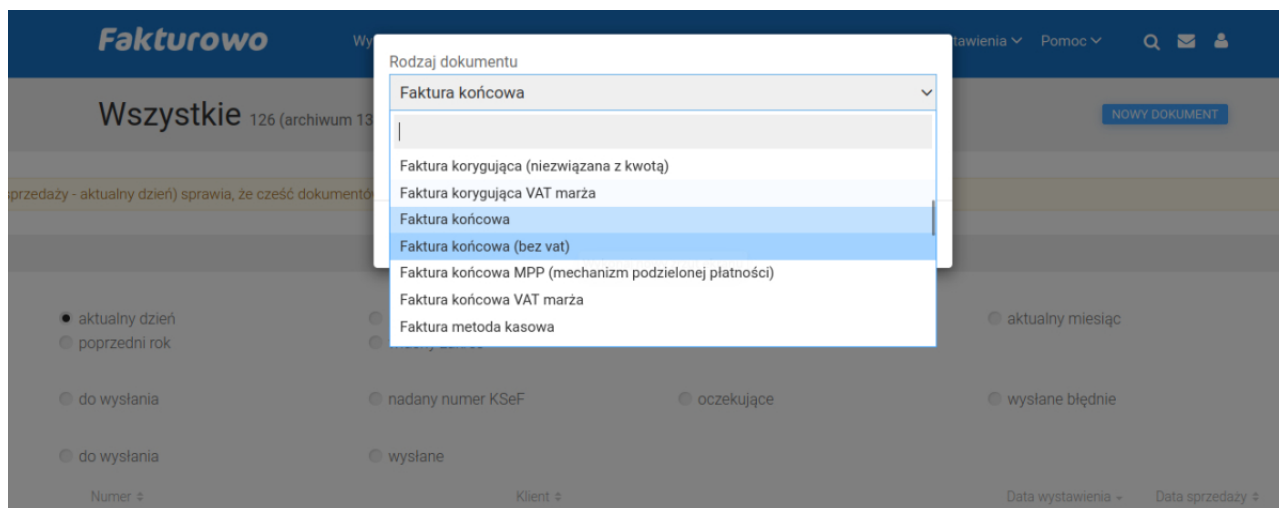 Fakturowo
Wy
tawienia
Pomoc
Rodzaj dokumentu
Faktura końcowa
Wszystkie 126 (archiwum 13
NOWY DOKUMENT
Faktura korygująca (niezwiązana z kwotą)
sprzedaży - aktualny dzień) sprawia, że cześć dokumentó
Faktura korygująca VAT marża
Faktura końcowa
Faktura końcowa (bez vat)
Faktura końcowa MPP (mechanizm podzielonej płatności)
Faktura końcowa VAT marża
Faktura metoda kasowa
aktualny dzień
aktualny miesiąc
poprzedni rok
do wysłania
nadany numer KSeF
oczekujące
wysłane błędnie
do wysłania
wysłane
Numer
Klient
Data wystawienia
Data sprzedaży